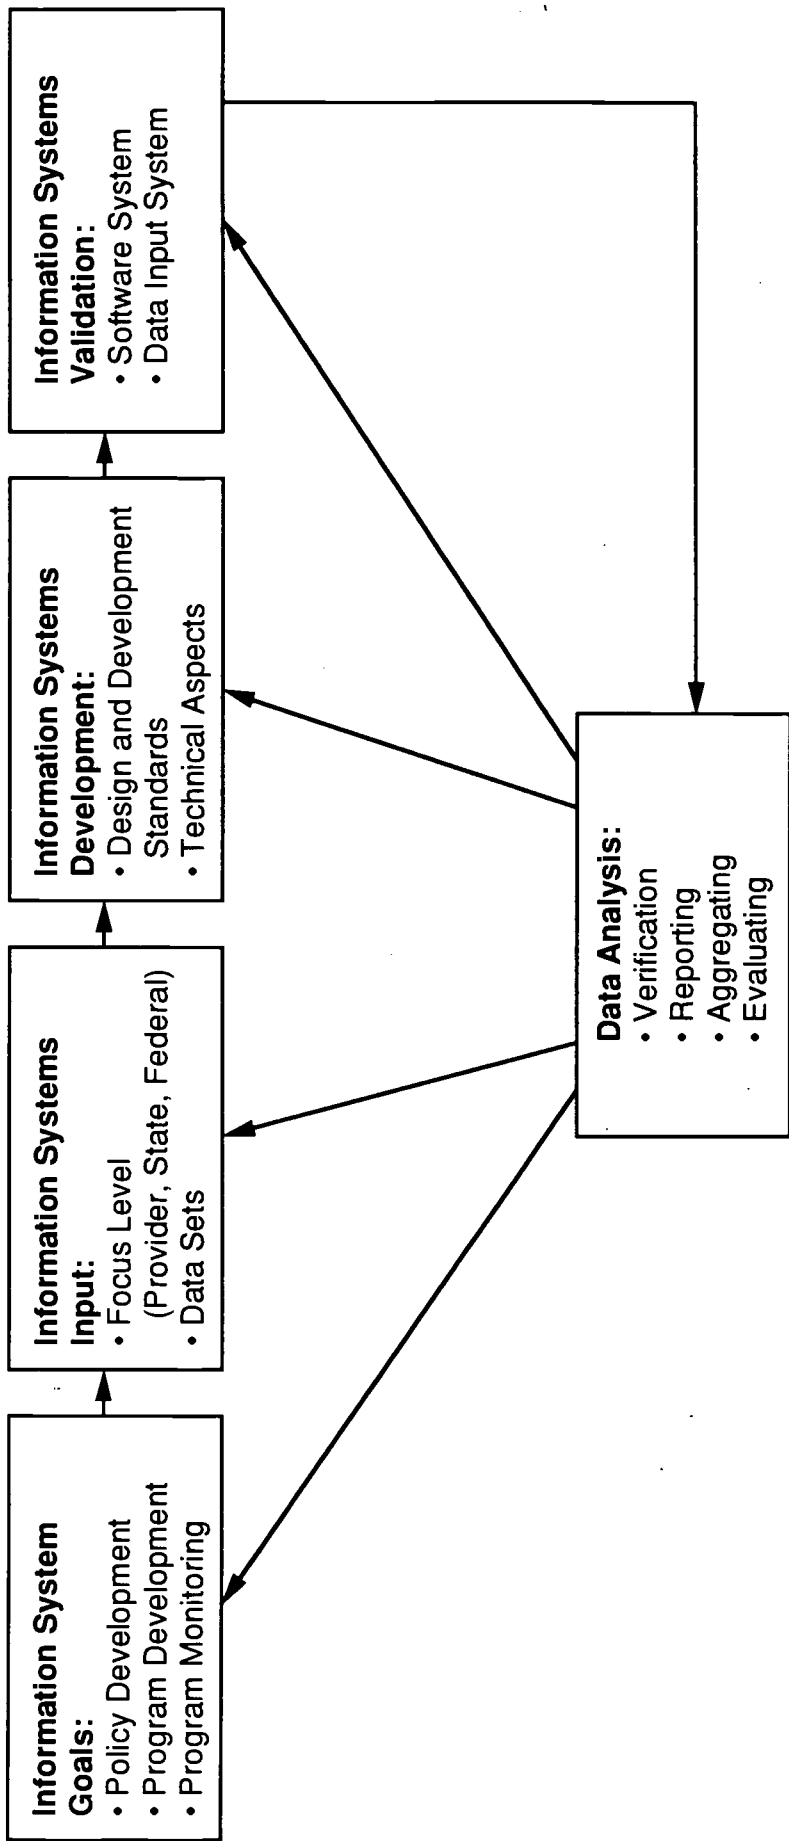 Information System
Goals:
• Policy Development
• Program Development
• Program Monitoring
Information Systems
Input:
• Focus Level
(Provider, State, Federal)
• Data Sets
Information Systems
Development:
• Design and Development
Standards
• Technical Aspects
Information Systems
Validation:
• Software System
• Data Input System
Data Analysis:
• Verification
• Reporting
• Aggregating
• Evaluating